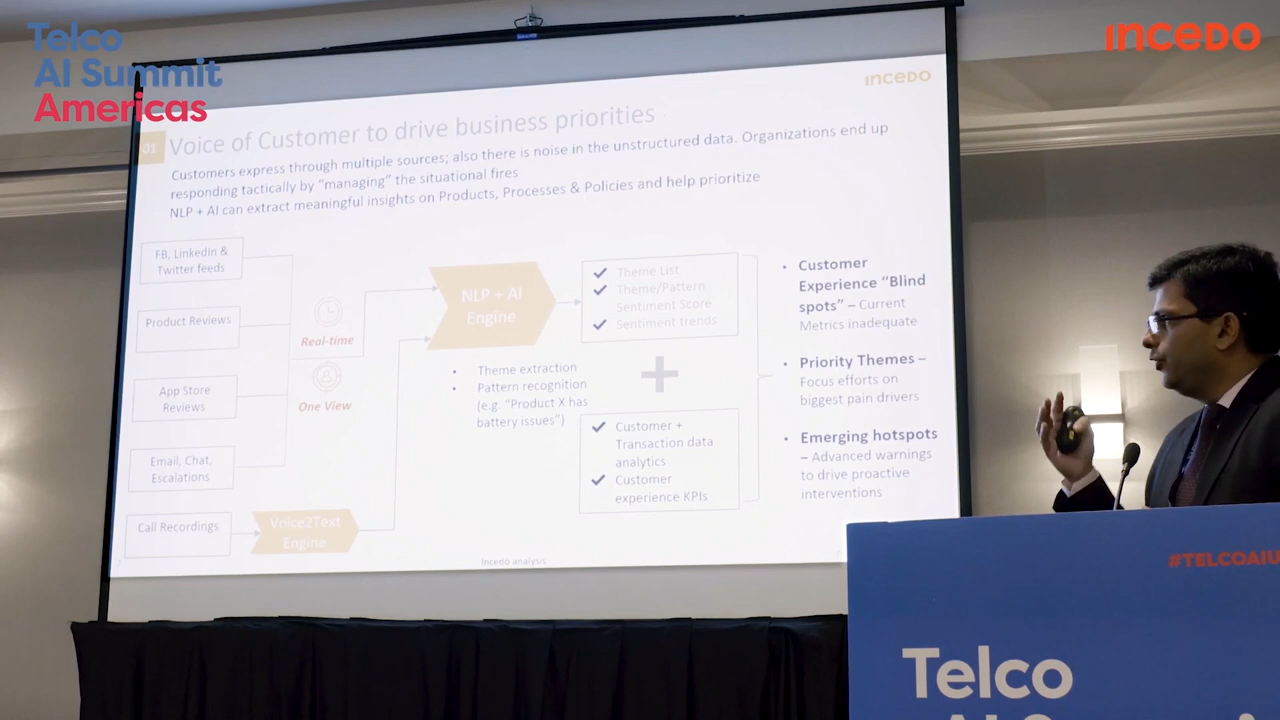 Telco
AI Summit
Americas
INCEDO
INCEDO
01
Voice of Customer to drive business priorities
Customers express through multiple sources; also there is noise in the unstructured data. Organizations end up
responding tactically by "managing" the situational fires
NLP + AI can extract meaningful insights on Products, Processes & Policies and help prioritize
FB, LinkedIn &
Twitter feeds
Product Reviews
App Store
Reviews
Email, Chat,
Escalations
Call Recordings
Real-time
One View
Voice2Text
Engine
NLP + AI
Engine
• Theme extraction
• Pattern recognition
(e.g. "Product X has
battery issues")
Theme List
Theme/Pattern
Sentiment Score
Sentiment trends
+
Customer +
Transaction data
analytics
Customer
experience KPIs
• Customer
Experience "Blind
spots" – Current
Metrics inadequate
• Priority Themes –
Focus efforts on
biggest pain drivers
• Emerging hotspots
– Advanced warnings
to drive proactive
interventions
Incedo analysis
#TELCOAIU
Telco